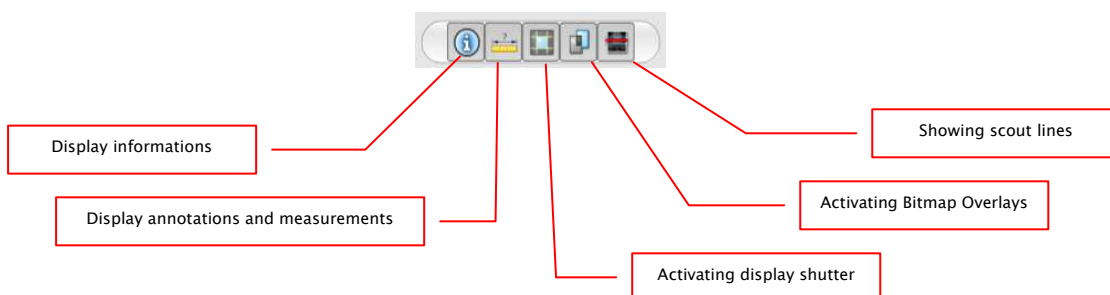 Showing scout lines
Display informations
Activating Bitmap Overlays
Display annotations and measurements
Activating display shutter